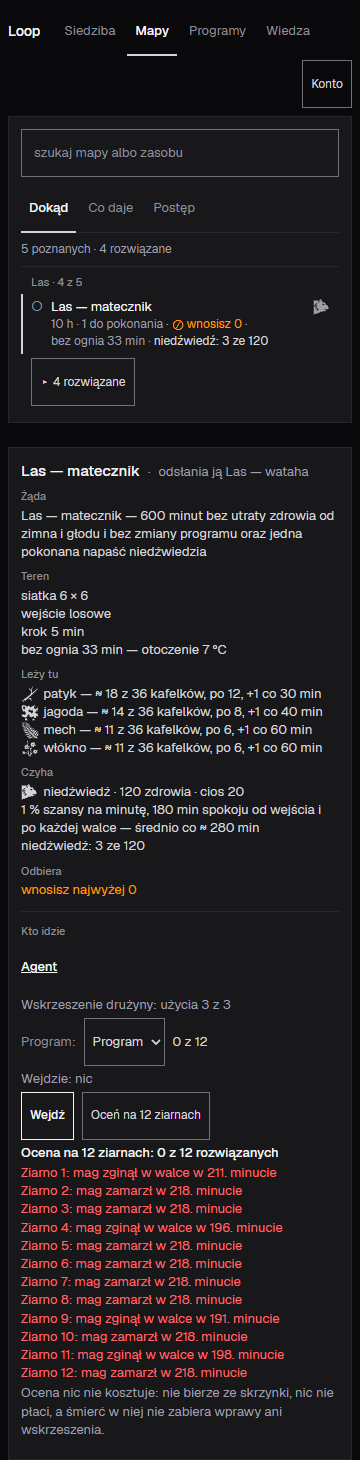 Loop Siedziba Mapy Programy Wiedza
Konto
szukaj mapy albo zasobu
Dokąd Co daje Postęp
5 poznanych · 4 rozwiązane
Las · 4 z 5
Las — matecznik
10 h · 1 do pokonania · wnosisz 0 ·
bez ognia 33 min · niedźwiedź: 3 ze 120
▸ 4 rozwiązane
Las — matecznik · odsłania ją Las — wataha
Żąda
Las — matecznik — 600 minut bez utraty zdrowia od
zimna i głodu i bez zmiany programu oraz jedna
pokonana napaść niedźwiedzia
Teren
siatka 6 × 6
wejście losowe
krok 5 min
bez ognia 33 min — otoczenie 7 °C
Leży tu
patyk — ≈ 18 z 36 kafelków, po 12, +1 co 30 min
jagoda — ≈ 14 z 36 kafelków, po 8, +1 co 40 min
mech — ≈ 11 z 36 kafelków, po 6, +1 co 60 min
włókno — ≈ 11 z 36 kafelków, po 6, +1 co 60 min
Czyha
niedźwiedź · 120 zdrowia · cios 20
1 % szansy na minutę, 180 min spokoju od wejścia i
po każdej walce — średnio co ≈ 280 min
niedźwiedź: 3 ze 120
Odbiera
wnosisz najwyżej 0
Kto idzie
Agent
Wskrzeszenie drużyny: użycia 3 z 3
Program: Program 0 z 12
Wejdzie: nic
Wejdź Oceń na 12 ziarnach
Ocena na 12 ziarnach: 0 z 12 rozwiązanych
Ziarno 1: mag zginął w walce w 211. minucie
Ziarno 2: mag zamarzł w 218. minucie
Ziarno 3: mag zamarzł w 218. minucie
Ziarno 4: mag zginął w walce w 196. minucie
Ziarno 5: mag zamarzł w 218. minucie
Ziarno 6: mag zamarzł w 218. minucie
Ziarno 7: mag zamarzł w 218. minucie
Ziarno 8: mag zamarzł w 218. minucie
Ziarno 9: mag zginął w walce w 191. minucie
Ziarno 10: mag zamarzł w 218. minucie
Ziarno 11: mag zginął w walce w 198. minucie
Ziarno 12: mag zamarzł w 218. minucie
Ocena nic nie kosztuje: nie bierze ze skrzynki, nic nie
płaci, a śmierć w niej nie zabiera wprawy ani
wskrzeszenia.